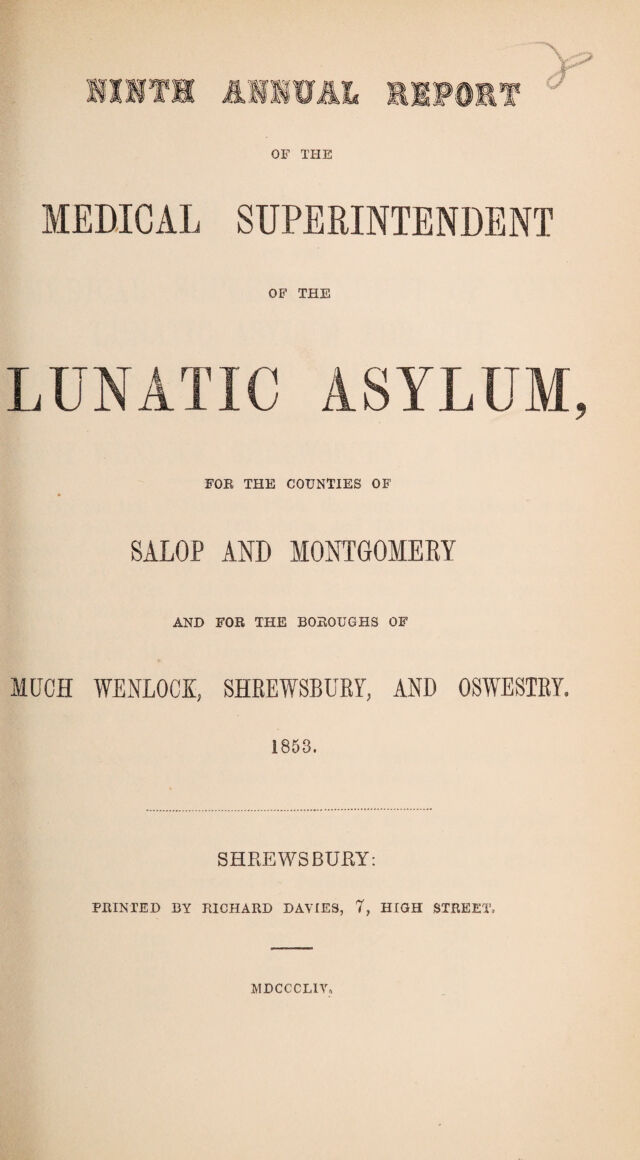 NINTH ANNUAL REPORT
OF THE
MEDICAL SUPERINTENDENT
OF THE
LUNATIC ASYLUM,
FOR THE COUNTIES OF
SALOP AND MONTGOMERY
AND FOR THE BOROUGHS OF
MUCH WENLOCK, SHREWSBURY, AND OSWESTRY.
1853.
SHREWSBURY:
PRINTED BY RICHARD DAVIES, 7, HIGH STREET.
MDCCCLIV.